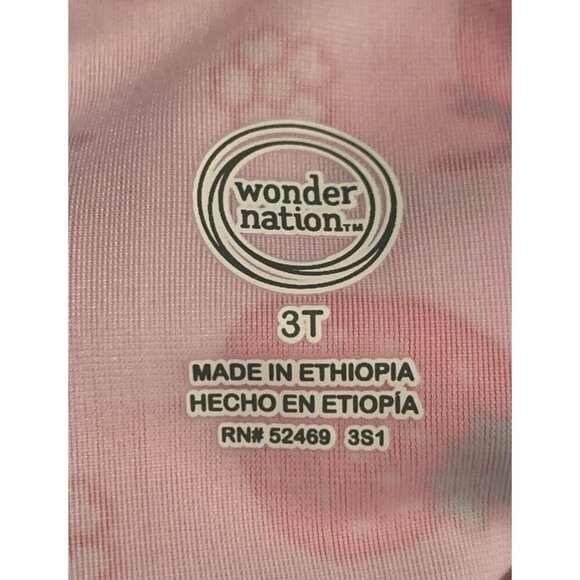 wonder
nation™
3T
MADE IN ETHIOPIA
HECHO EN ETIOPÍA
RN# 52469 3S1